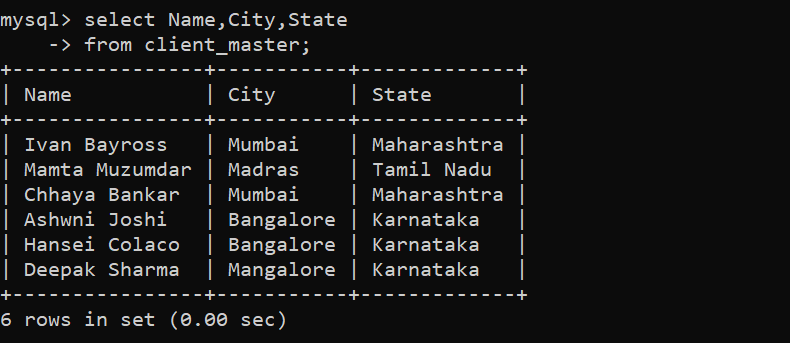 mysql> select Name,City,State
    -> from client_master;
+----------------+-----------+-------------+
| Name           | City      | State       |
+----------------+-----------+-------------+
| Ivan Bayross   | Mumbai    | Maharashtra |
| Mamta Muzumdar | Madras    | Tamil Nadu  |
| Chhaya Bankar  | Mumbai    | Maharashtra |
| Ashwni Joshi   | Bangalore | Karnataka   |
| Hansei Colaco  | Bangalore | Karnataka   |
| Deepak Sharma  | Mangalore | Karnataka   |
+----------------+-----------+-------------+
6 rows in set (0.00 sec)